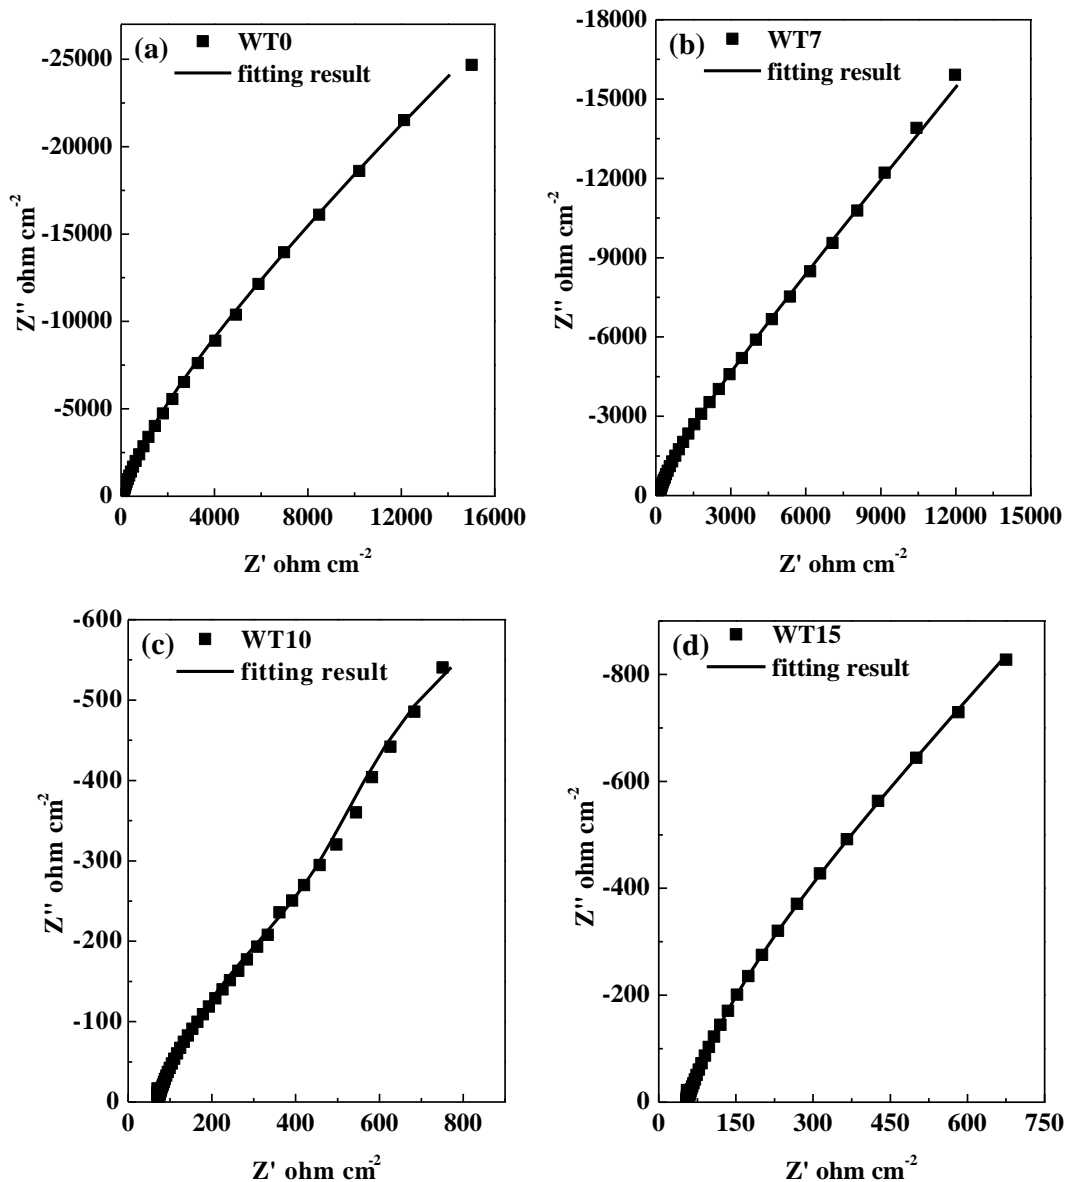 (a)
WT0
fitting result
-25000
-20000
-15000
-10000
-5000
0
Z'' ohm cm-2
0 4000 8000 12000 16000
Z' ohm cm-2
(b)
WT7
fitting result
-18000
-15000
-12000
-9000
-6000
-3000
0
Z'' ohm cm-2
0 3000 6000 9000 12000 15000
Z' ohm cm-2
(c)
WT10
fitting result
-600
-500
-400
-300
-200
-100
0
Z'' ohm cm-2
0 200 400 600 800
Z' ohm cm-2
(d)
WT15
fitting result
-800
-600
-400
-200
0
Z'' ohm cm-2
0 150 300 450 600 750
Z' ohm cm-2